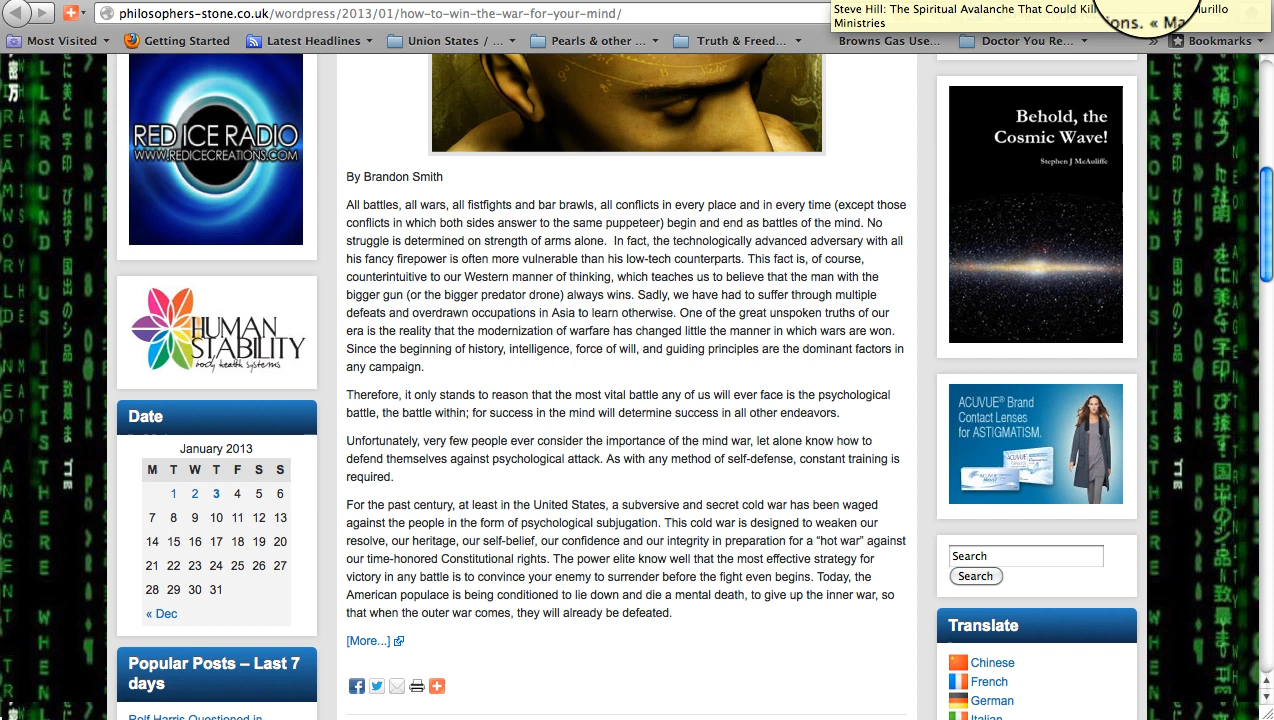 philosophers-stone.co.uk/wordpress/2013/01/how-to-win-the-war-for-your-mind/
Steve Hill: The Spiritual Avalanche That Could Kill
Ministries
Most Visited
Getting Started
Latest Headlines
Union States / ...
Pearls & other ...
Truth & Freed...
Browns Gas Use...
Doctor You Re...
»
Bookmarks
RED ICE RADIO
WWW.REDICECREATIONS.COM
HUMAN
STABILITY
body health systems
Date
January 2013
M T W T F S S
1 2 3 4 5 6
7 8 9 10 11 12 13
14 15 16 17 18 19 20
21 22 23 24 25 26 27
28 29 30 31
« Dec
Popular Posts – Last 7
days
Rolf Harris Questioned in
By Brandon Smith
All battles, all wars, all fistfights and bar brawls, all conflicts in every place and in every time (except those
conflicts in which both sides answer to the same puppeteer) begin and end as battles of the mind. No
struggle is determined on strength of arms alone.  In fact, the technologically advanced adversary with all
his fancy firepower is often more vulnerable than his low-tech counterparts. This fact is, of course,
counterintuitive to our Western manner of thinking, which teaches us to believe that the man with the
bigger gun (or the bigger predator drone) always wins. Sadly, we have had to suffer through multiple
defeats and overdrawn occupations in Asia to learn otherwise. One of the great unspoken truths of our
era is the reality that the modernization of warfare has changed little the manner in which wars are won.
Since the beginning of history, intelligence, force of will, and guiding principles are the dominant factors in
any campaign.
Therefore, it only stands to reason that the most vital battle any of us will ever face is the psychological
battle, the battle within; for success in the mind will determine success in all other endeavors.
Unfortunately, very few people ever consider the importance of the mind war, let alone know how to
defend themselves against psychological attack. As with any method of self-defense, constant training is
required.
For the past century, at least in the United States, a subversive and secret cold war has been waged
against the people in the form of psychological subjugation. This cold war is designed to weaken our
resolve, our heritage, our self-belief, our confidence and our integrity in preparation for a “hot war” against
our time-honored Constitutional rights. The power elite know well that the most effective strategy for
victory in any battle is to convince your enemy to surrender before the fight even begins. Today, the
American populace is being conditioned to lie down and die a mental death, to give up the inner war, so
that when the outer war comes, they will already be defeated.
[More...]
Behold, the
Cosmic Wave!
Stephen J McAuliffe
ACUVUE® Brand
Contact Lenses
for ASTIGMATISM.
Search
Search
Translate
Chinese
French
German
Italian